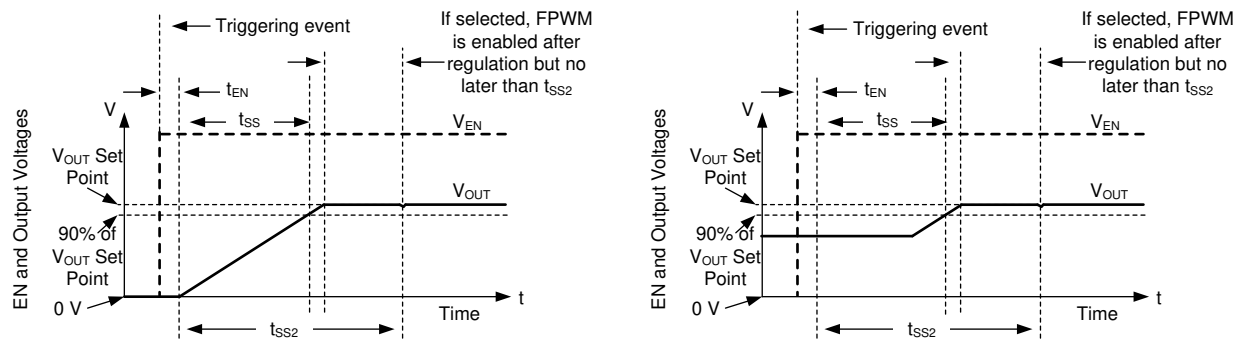 Triggering event
If selected, FPWM
is enabled after
regulation but no
later than tSS2
tEN
V
tSS
VEN
EN and Output Voltages
VOUT Set
Point
VOUT
90% of
VOUT Set
Point
0 V
t
Time
tSS2
Triggering event
If selected, FPWM
is enabled after
regulation but no
later than tSS2
tEN
V
tSS
VEN
EN and Output Voltages
VOUT Set
Point
VOUT
90% of
VOUT Set
Point
0 V
t
Time
tSS2